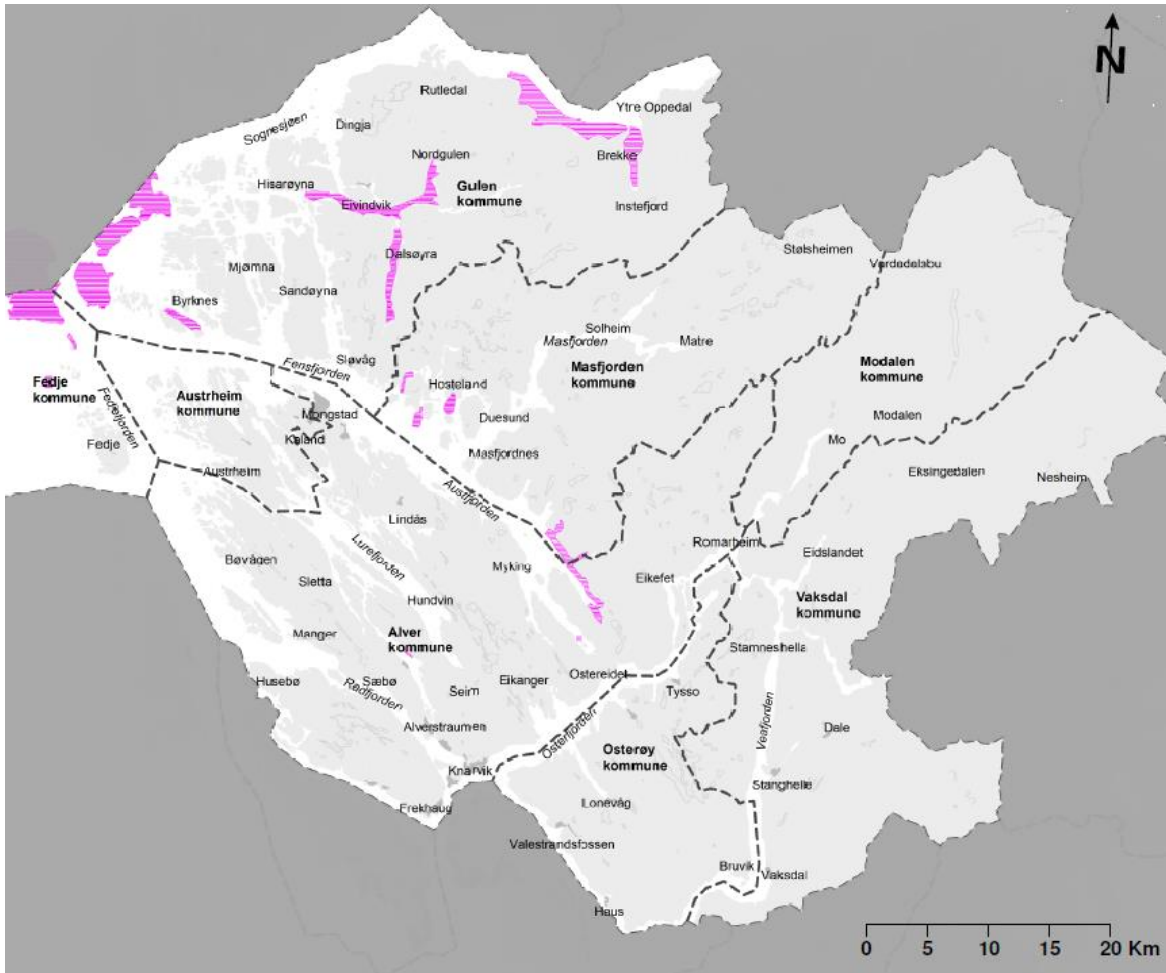 N
Rutledal
Ytre Oppedal
Sognesjøen
Dingja
Nordgulen
Brekke
Hisarøyna
Gulen
kommune
Eivindvik
Instefjord
Dalsøyra
Stølsheimen
Vardadalsbu
Mjømna
Byrknes
Sandøyna
Solheim
Masfjorden
Matre
Sløvåg
Fensfjorden
Masfjorden
kommune
Modalen
kommune
Fedje
kommune
Austrheim
kommune
Hosteland
Fedjefjorden
Mongstad
Duesund
Modalen
Fedje
Kaland
Mo
Masfjordnes
Austrheim
Eksingedalen
Nesheim
Austfjorden
Lindås
Romarheim
Lurefjorden
Eidslandet
Bøvågen
Myking
Eikefet
Sletta
Vaksdal
kommune
Hundvin
Manger
Alver
kommune
Stamneshella
Husebø
Sæbø
Radfjorden
Seim
Eikanger
Ostereidet
Tysso
Alverstraumen
Osterfjorden
Veafjorden
Dale
Osterøy
kommune
Knarvik
Stanghelle
Frekhaug
Lonevåg
Valestrandsfossen
Bruvik
Vaksdal
Haus
0 5 10 15 20 Km